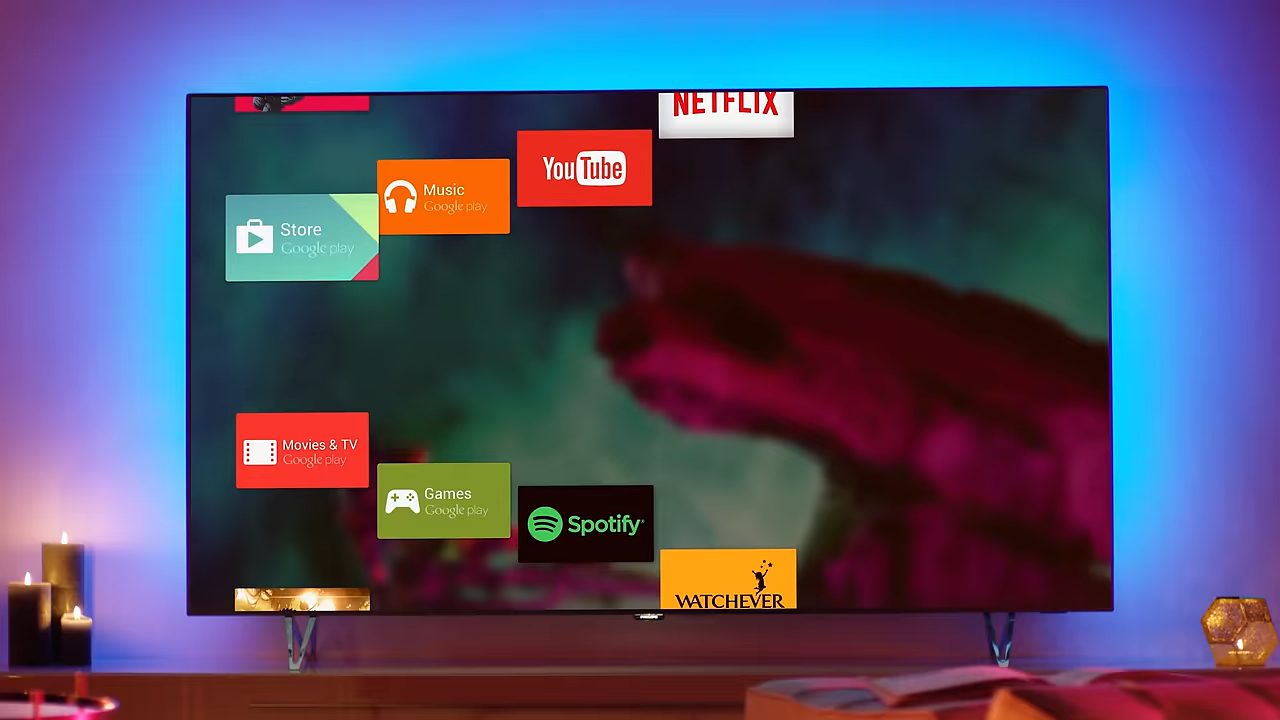 NETFLIX
YouTube
Music
Google play
Store
Google play
Movies & TV
Google play
Games
Google play
Spotify
WATCHEVER